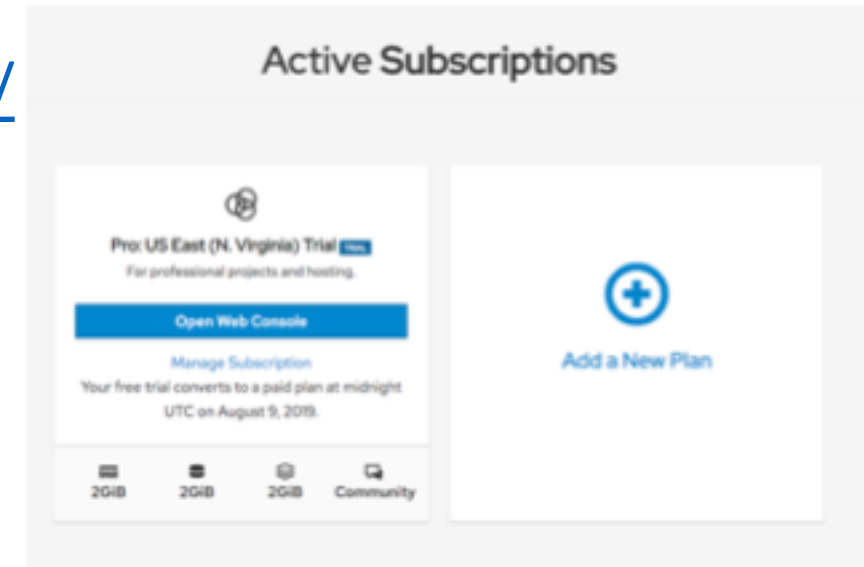 y
Active Subscriptions
Pro: US East (N. Virginia) Trial TRIAL
For professional projects and hosting.
Open Web Console
Manage Subscription
Your free trial converts to a paid plan at midnight
UTC on August 9, 2019.
2GiB 2GiB 2GiB Community
Add a New Plan